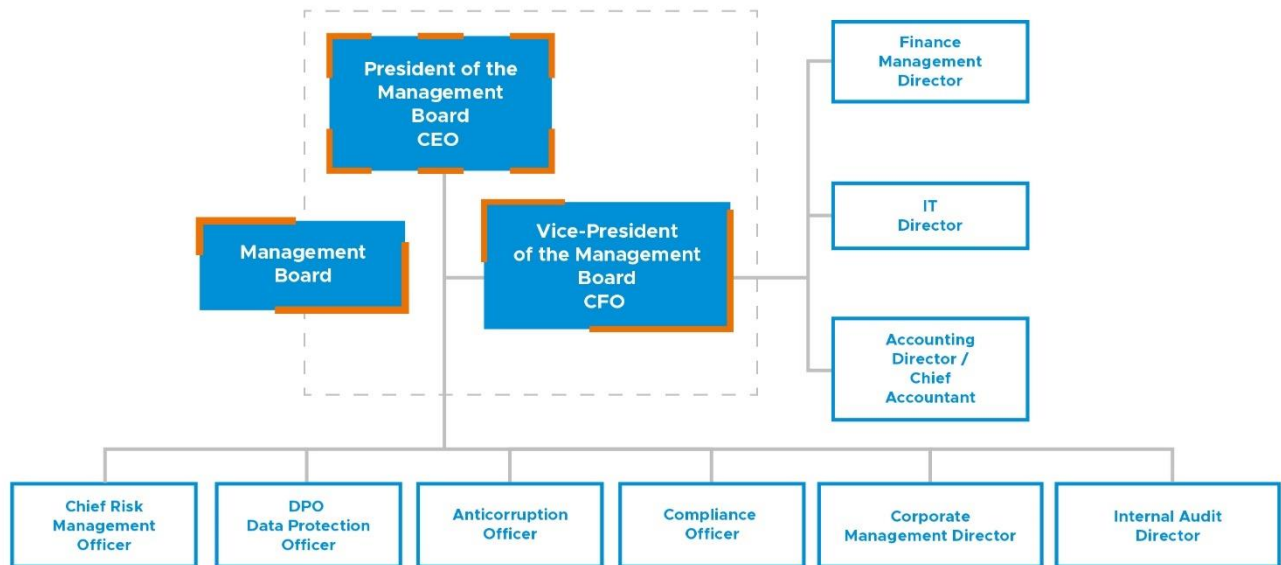 President of the
Management
Board
CEO
Management
Board
Vice-President
of the Management
Board
CFO
Finance
Management
Director
IT
Director
Accounting
Director /
Chief
Accountant
Chief Risk
Management
Officer
DPO
Data Protection
Officer
Anticorruption
Officer
Compliance
Officer
Corporate
Management Director
Internal Audit
Director